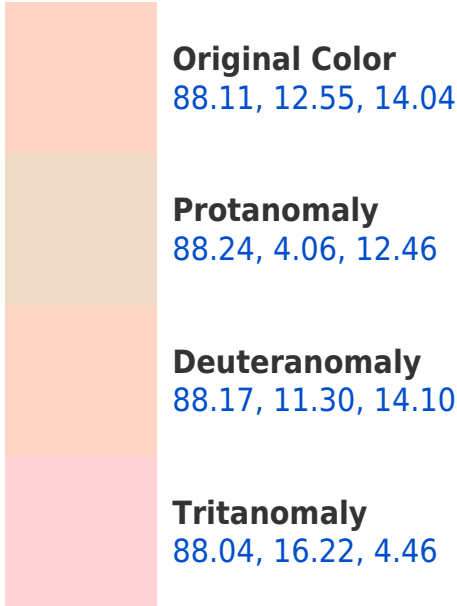 Original Color
88.11, 12.55, 14.04
Protanomaly
88.24, 4.06, 12.46
Deuteranomaly
88.17, 11.30, 14.10
Tritanomaly
88.04, 16.22, 4.46